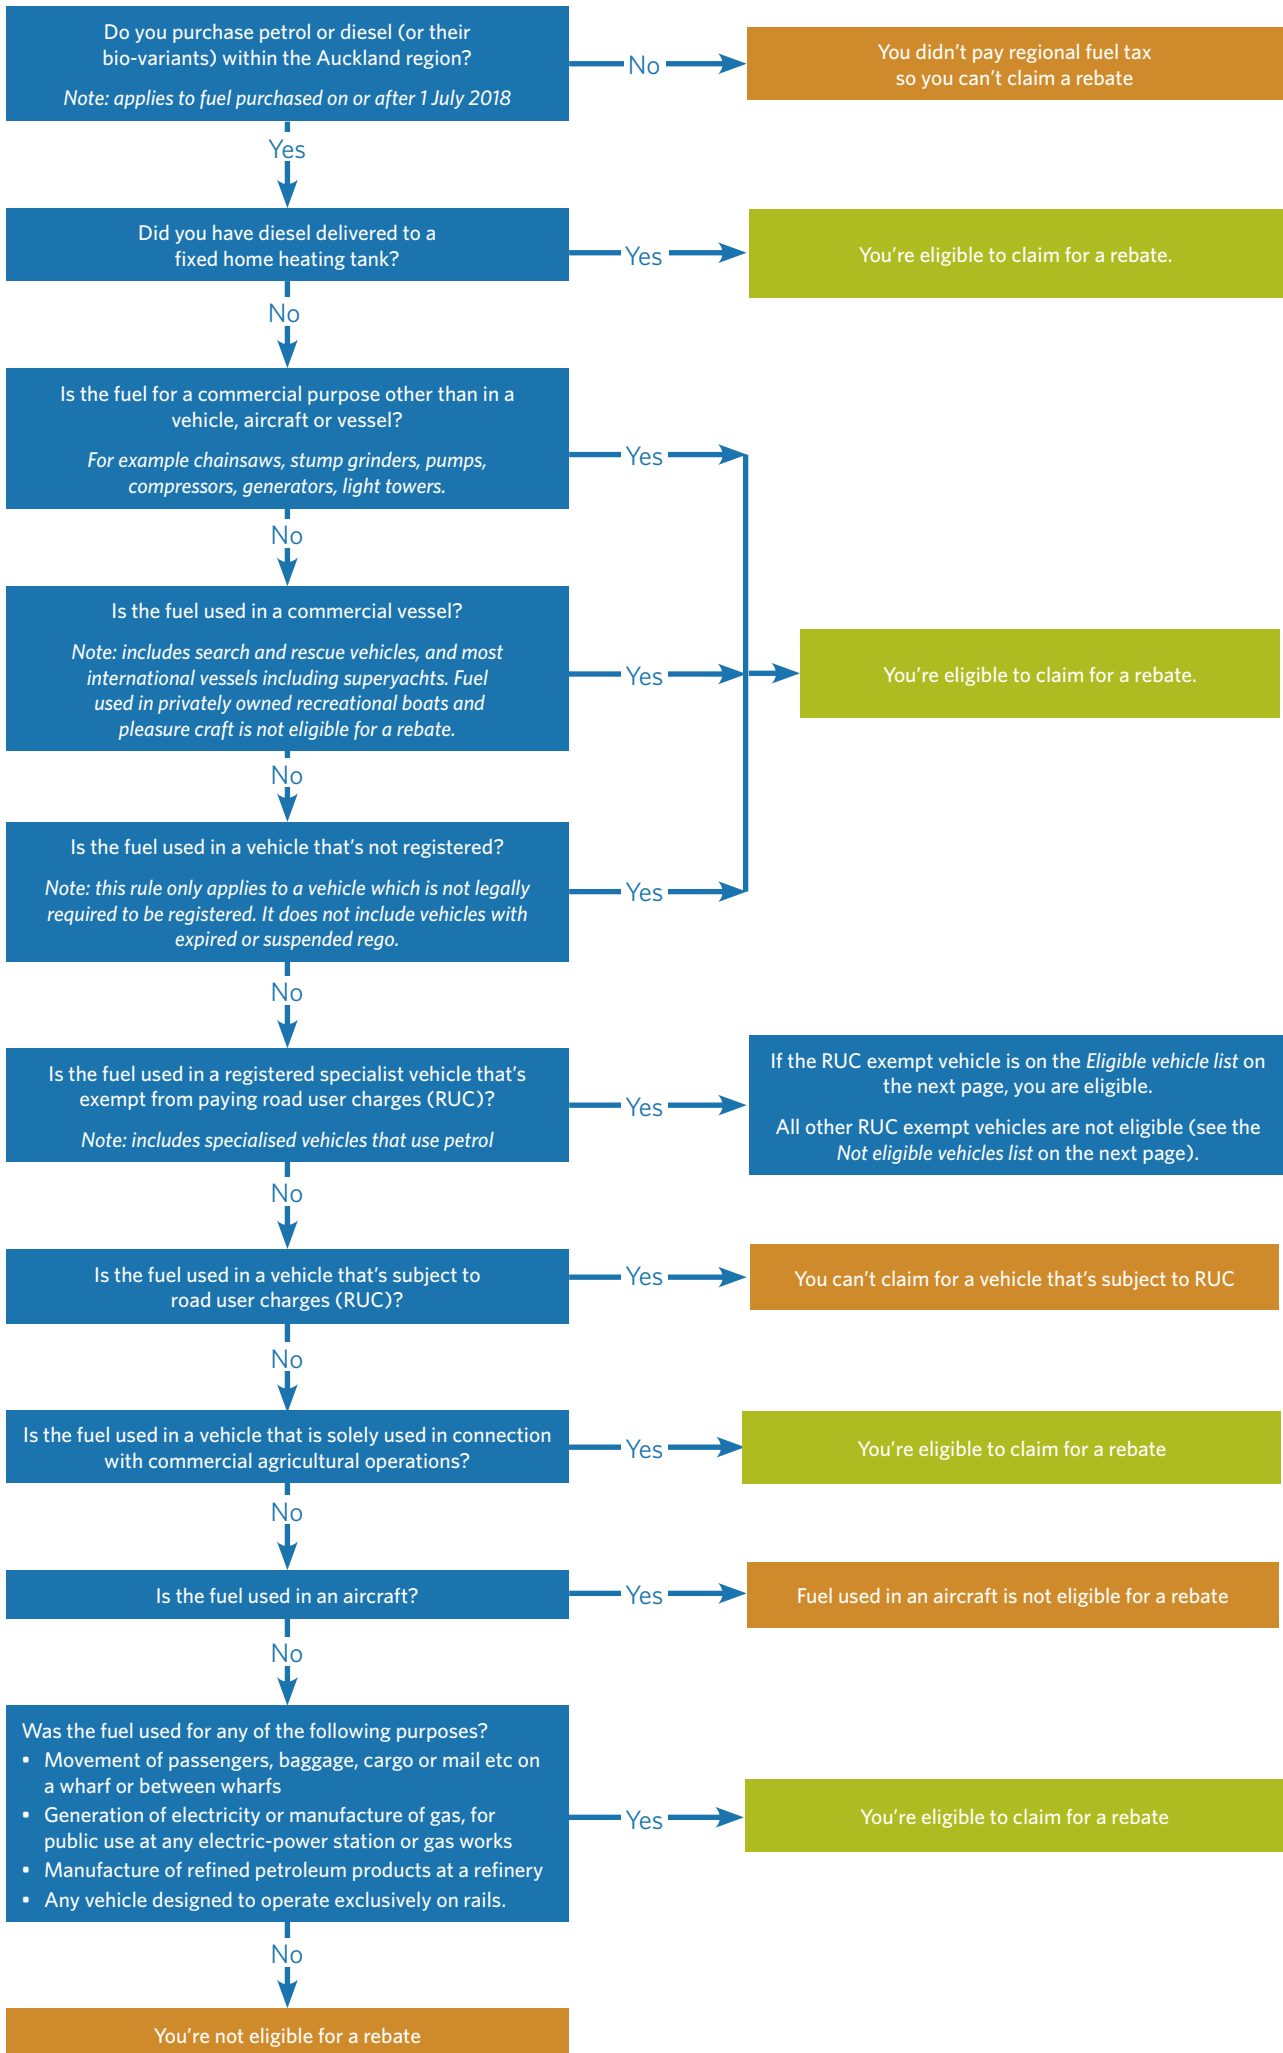 Do you purchase petrol or diesel (or their
bio-variants) within the Auckland region?
Note: applies to fuel purchased on or after 1 July 2018
No
You didn't pay regional fuel tax
so you can't claim a rebate
Yes
Did you have diesel delivered to a
fixed home heating tank?
Yes
You're eligible to claim for a rebate.
No
Is the fuel for a commercial purpose other than in a
vehicle, aircraft or vessel?
For example chainsaws, stump grinders, pumps,
compressors, generators, light towers.
Yes
No
Is the fuel used in a commercial vessel?
Note: includes search and rescue vehicles, and most
international vessels including superyachts. Fuel
used in privately owned recreational boats and
pleasure craft is not eligible for a rebate.
Yes
You're eligible to claim for a rebate.
No
Is the fuel used in a vehicle that's not registered?
Note: this rule only applies to a vehicle which is not legally
required to be registered. It does not include vehicles with
expired or suspended rego.
Yes
No
Is the fuel used in a registered specialist vehicle that's
exempt from paying road user charges (RUC)?
Note: includes specialised vehicles that use petrol
Yes
If the RUC exempt vehicle is on the Eligible vehicle list on
the next page, you are eligible.
All other RUC exempt vehicles are not eligible (see the
Not eligible vehicles list on the next page).
No
Is the fuel used in a vehicle that's subject to
road user charges (RUC)?
Yes
You can't claim for a vehicle that's subject to RUC
No
Is the fuel used in a vehicle that is solely used in connection
with commercial agricultural operations?
Yes
You're eligible to claim for a rebate
No
Is the fuel used in an aircraft?
Yes
Fuel used in an aircraft is not eligible for a rebate
No
Was the fuel used for any of the following purposes?
• Movement of passengers, baggage, cargo or mail etc on
a wharf or between wharfs
• Generation of electricity or manufacture of gas, for
public use at any electric-power station or gas works
• Manufacture of refined petroleum products at a refinery
• Any vehicle designed to operate exclusively on rails.
Yes
You're eligible to claim for a rebate
No
You're not eligible for a rebate